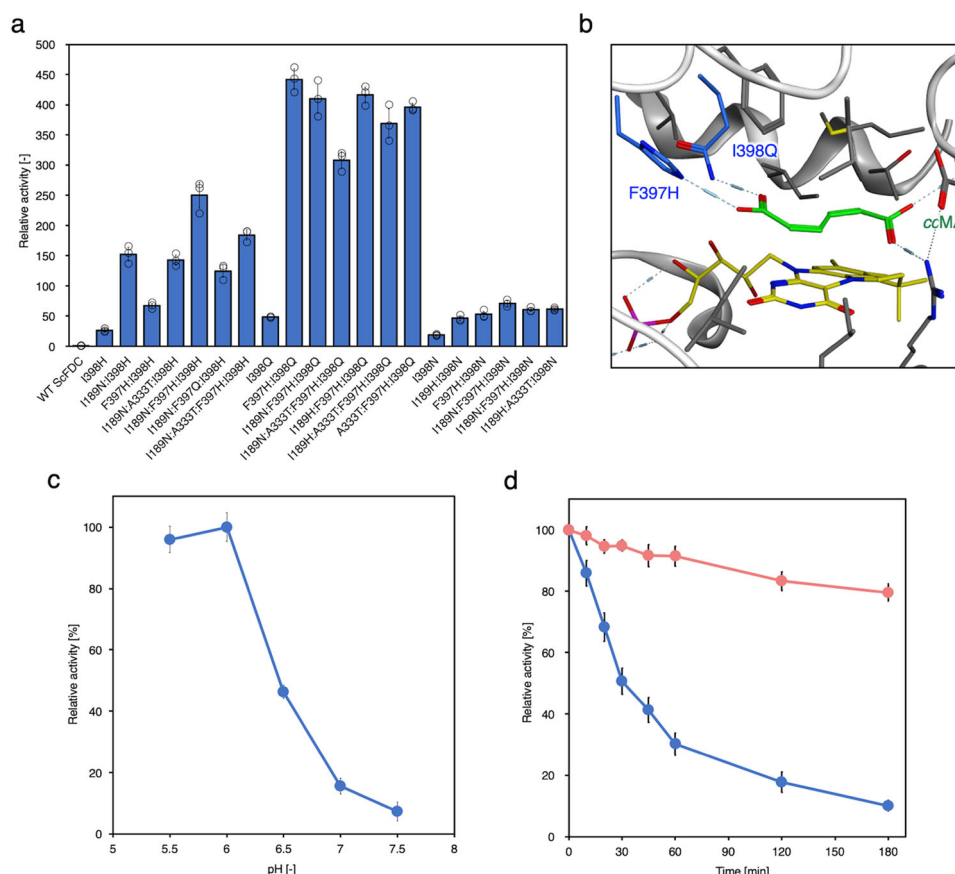 a
500
450
400
350
300
250
200
150
100
50
0
Relative activity [-]
WT ScFDC
I398H
I189N:I398H
F397H:I398H
I189N:A333T:I398H
I189N:F397H:I398H
I189N:F397Q:I398H
I189N:A333T:F397H:I398H
I398Q
F397H:I398Q
I189N:F397H:I398Q
I189N:A333T:F397H:I398Q
I189H:F397H:I398Q
I189H:A333T:F397H:I398Q
A333T:F397H:I398Q
I398N
I189H:I398N
F397H:I398N
I189N:F397H:I398N
I189N:F397H:I398N
I189H:A333T:I398N
b
I398Q
F397H
ccM
c
100
80
60
40
20
0
Relative activity [%]
5
5.5
6
6.5
7
7.5
8
pH [-]
d
100
80
60
40
20
0
Relative activity [%]
0
30
60
90
120
150
180
Time [min]